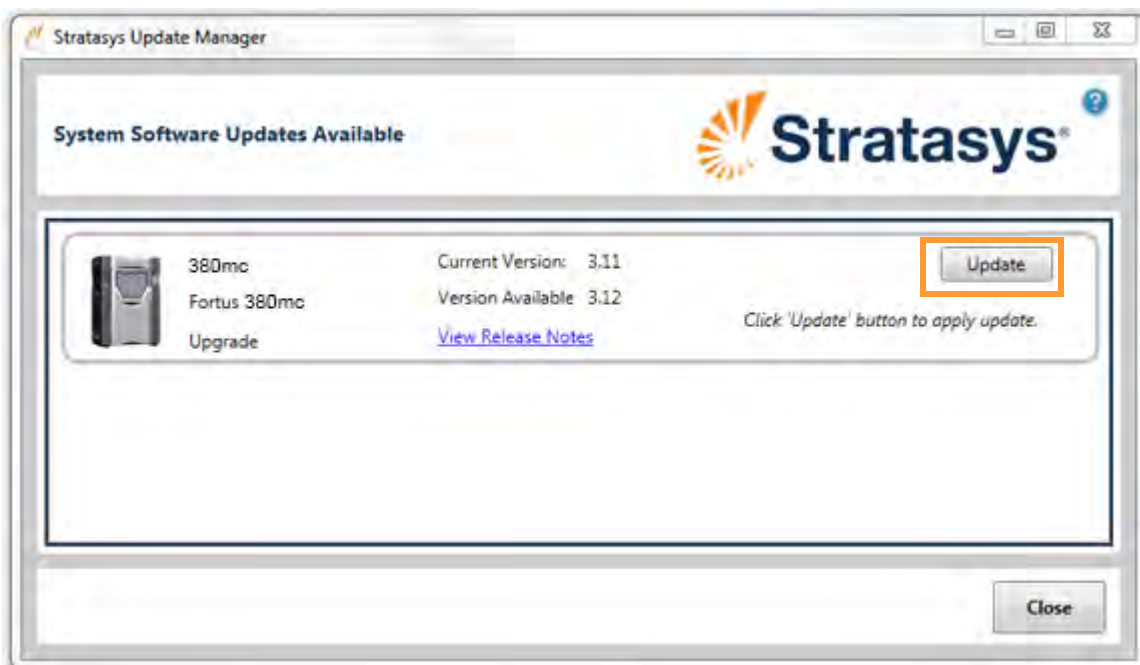 Stratasys Update Manager
System Software Updates Available
Stratasys®
?
380mc
Current Version: 3.11
Update
Fortus 380mc
Version Available 3.12
Click 'Update' button to apply update.
Upgrade
View Release Notes
Close